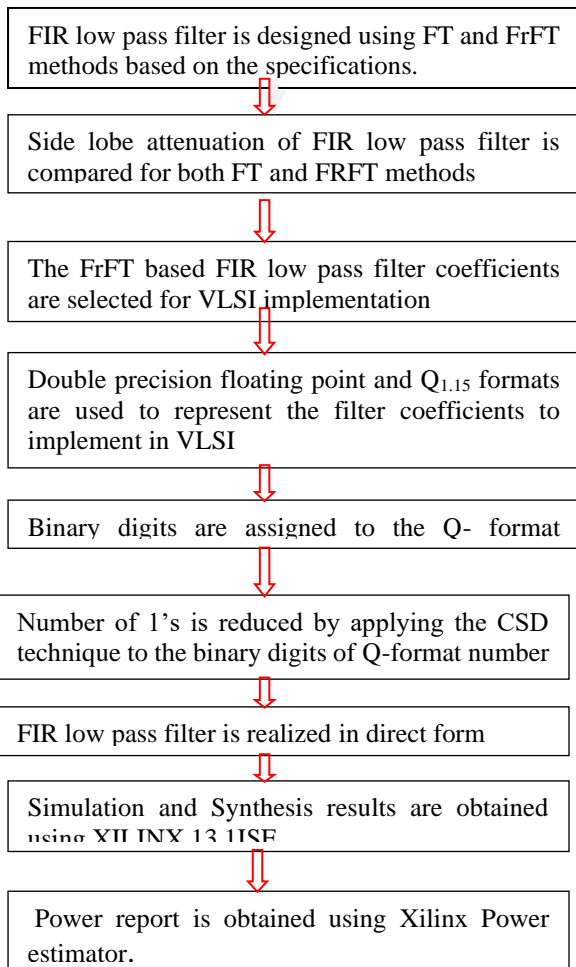 FIR low pass filter is designed using FT and FrFT
methods based on the specifications.
Side lobe attenuation of FIR low pass filter is
compared for both FT and FRFT methods
The FrFT based FIR low pass filter coefficients
are selected for VLSI implementation
Double precision floating point and Q1.15 formats
are used to represent the filter coefficients to
implement in VLSI
Binary digits are assigned to the Q- format
Number of 1's is reduced by applying the CSD
technique to the binary digits of Q-format number
FIR low pass filter is realized in direct form
Simulation and Synthesis results are obtained
using XILINX 13.1ISE
Power report is obtained using Xilinx Power
estimator.